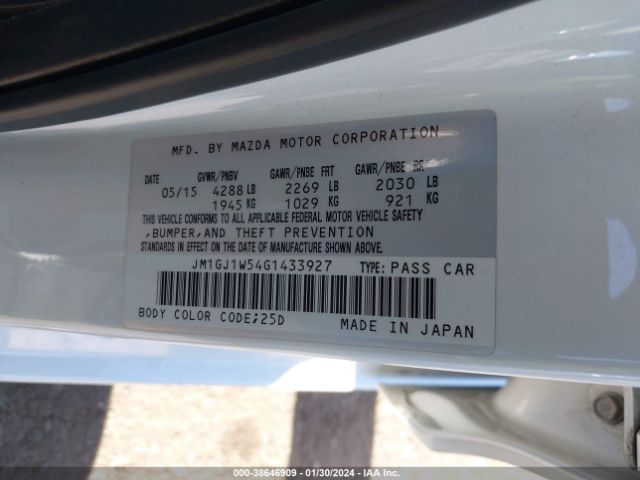 MFD. BY MAZDA MOTOR CORPORATION
DATE GVWR/PNBV GAWR/PNBE FRT GAWR/PNBE RR
05/15 4288 LB 2269 LB 2030 LB
1945 KG 1029 KG 921 KG
THIS VEHICLE CONFORMS TO ALL APPLICABLE FEDERAL MOTOR VEHICLE SAFETY
,BUMPER,AND THEFT PREVENTION
STANDARDS IN EFFECT ON THE DATE OF MANUFACTURE SHOWN ABOVE.
JM1GJ1W54G1433927 TYPE: PASS CAR
BODY COLOR CODE;25D MADE IN JAPAN
000-38646909 - 01/30/2024 - IAA Inc.